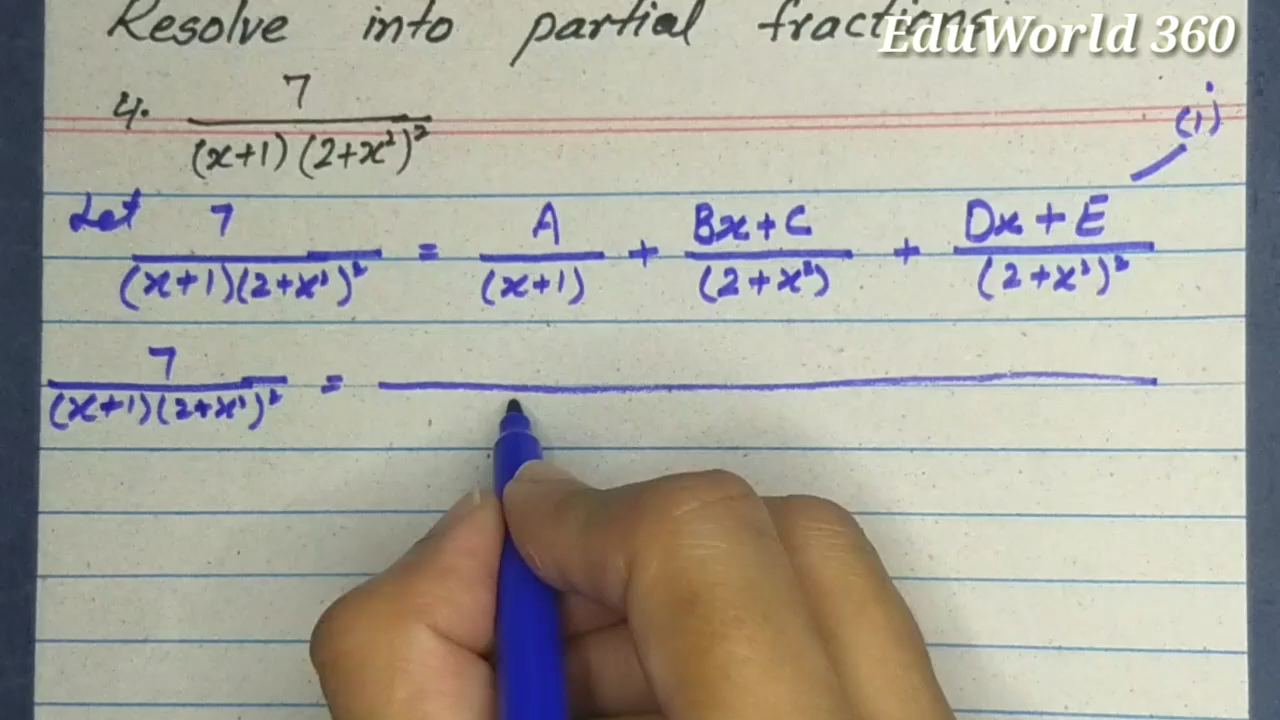 Resolve into partial fractions
EduWorld 360
4. 7/((x+1)(2+x²)²)
(i)
Let 7/((x+1)(2+x²)²) = A/(x+1) + (Bx+C)/(2+x²) + (Dx+E)/(2+x²)²
7/((x+1)(2+x²)²) =